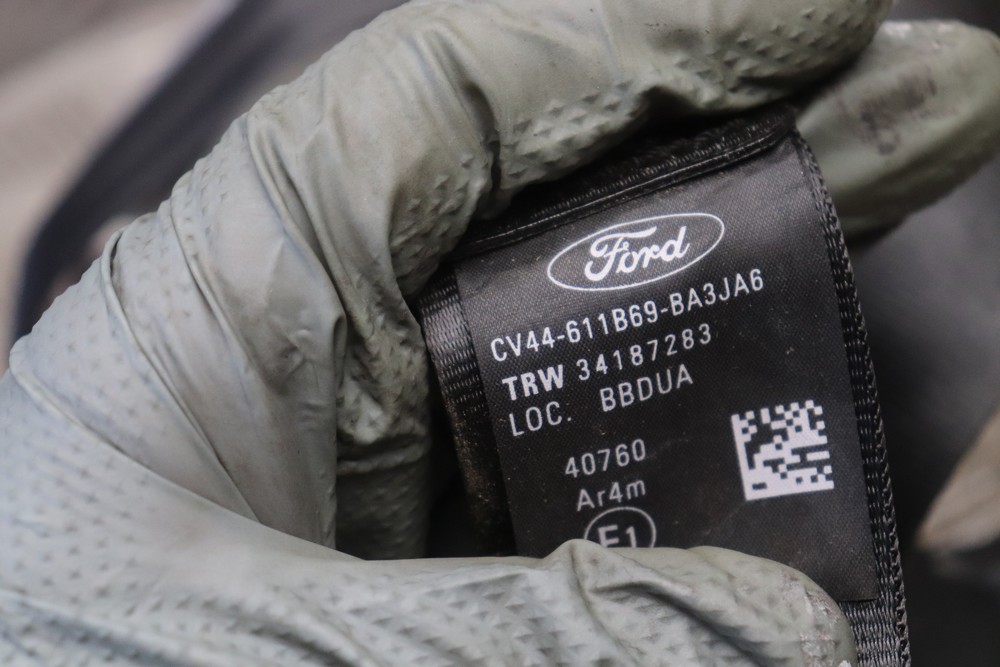 Ford
CV44-611B69-BA3JA6
TRW 34187283
LOC. BBDUA
40760
Ar4m
E1